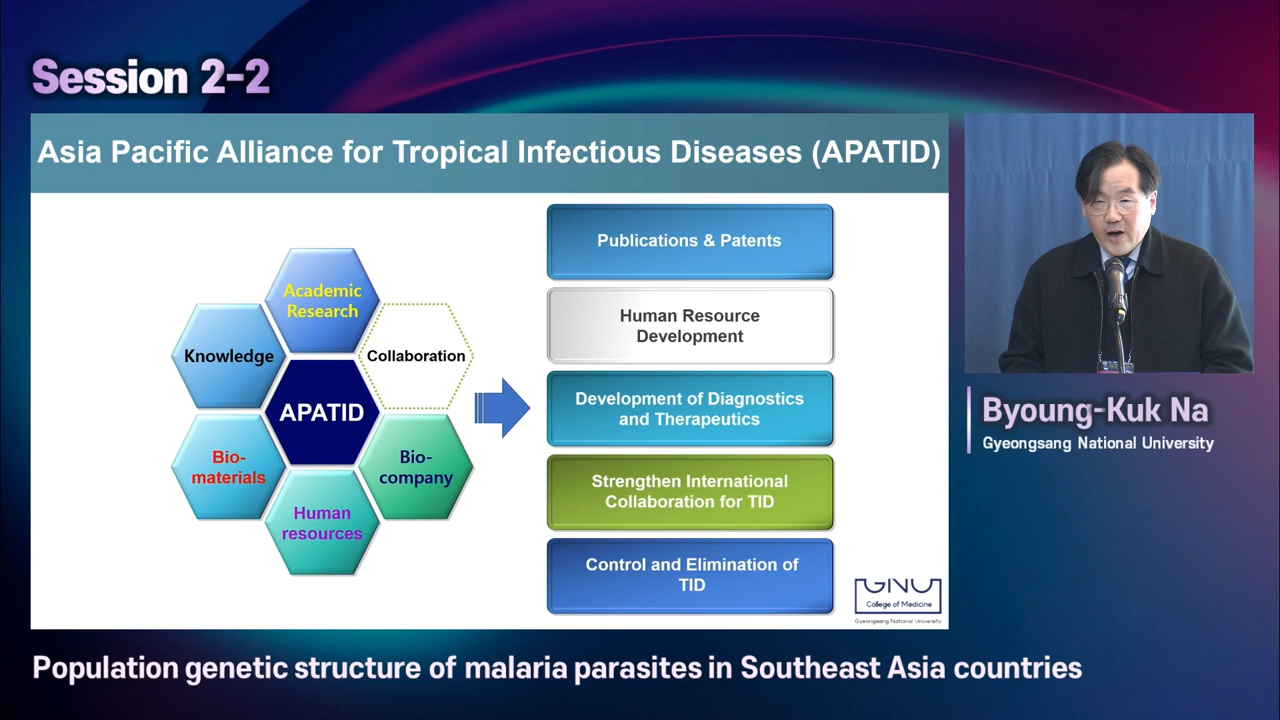 Session 2-2
Asia Pacific Alliance for Tropical Infectious Diseases (APATID)
Academic
Research
Knowledge
Collaboration
APATID
Bio-
materials
Bio-
company
Human
resources
Publications & Patents
Human Resource
Development
Development of Diagnostics
and Therapeutics
Strengthen International
Collaboration for TID
Control and Elimination of
TID
GNU
College of Medicine
Gyeongsang National University
Byoung-Kuk Na
Gyeongsang National University
Population genetic structure of malaria parasites in Southeast Asia countries